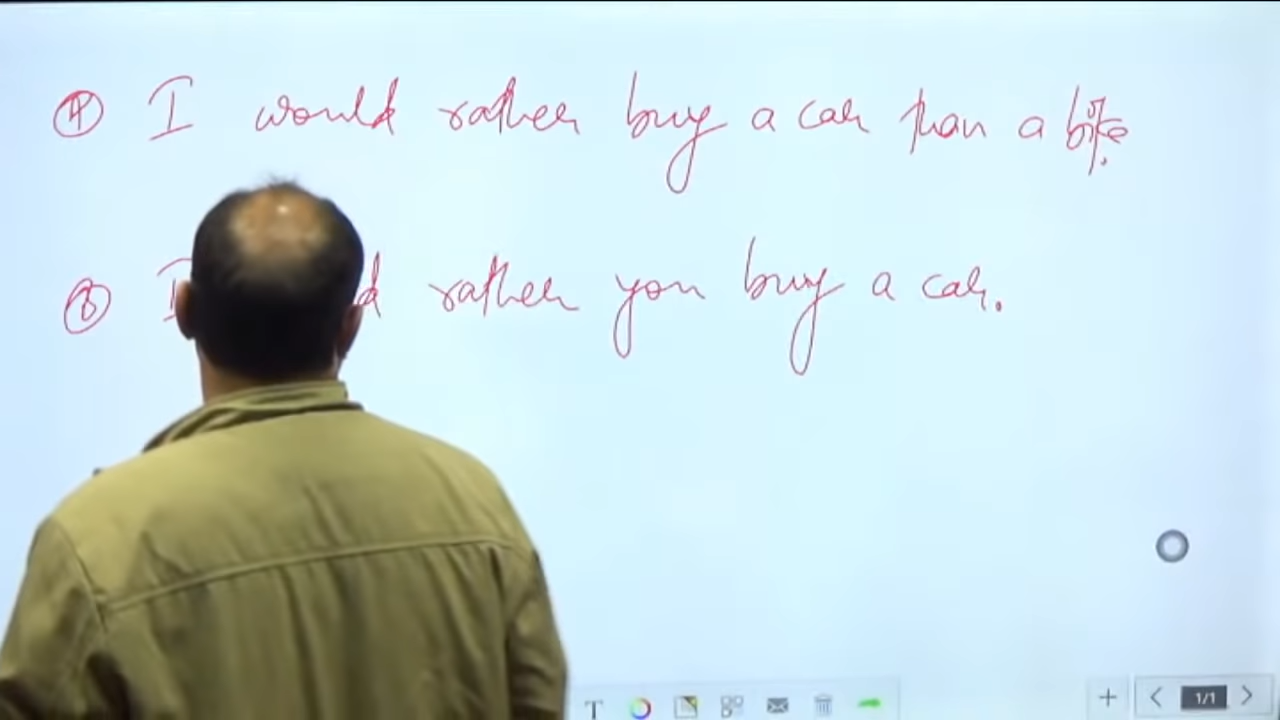 (A) I would rather buy a car than a bike.
(B) I rather you buy a car.
T
1/1